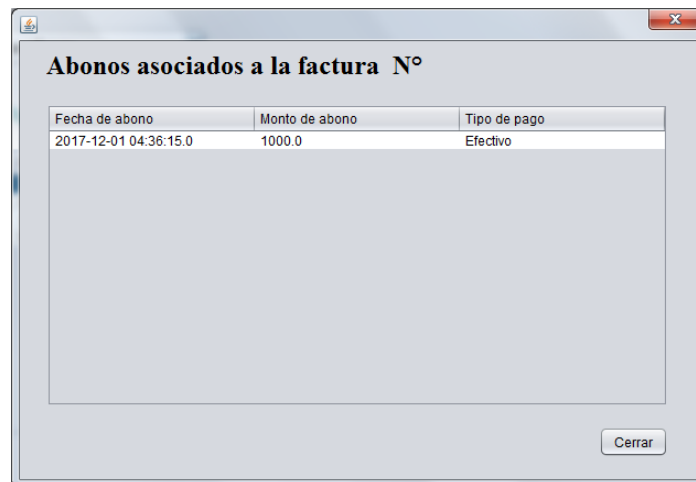 Abonos asociados a la factura N°
Fecha de abono Monto de abono Tipo de pago
2017-12-01 04:36:15.0 1000.0 Efectivo
Cerrar